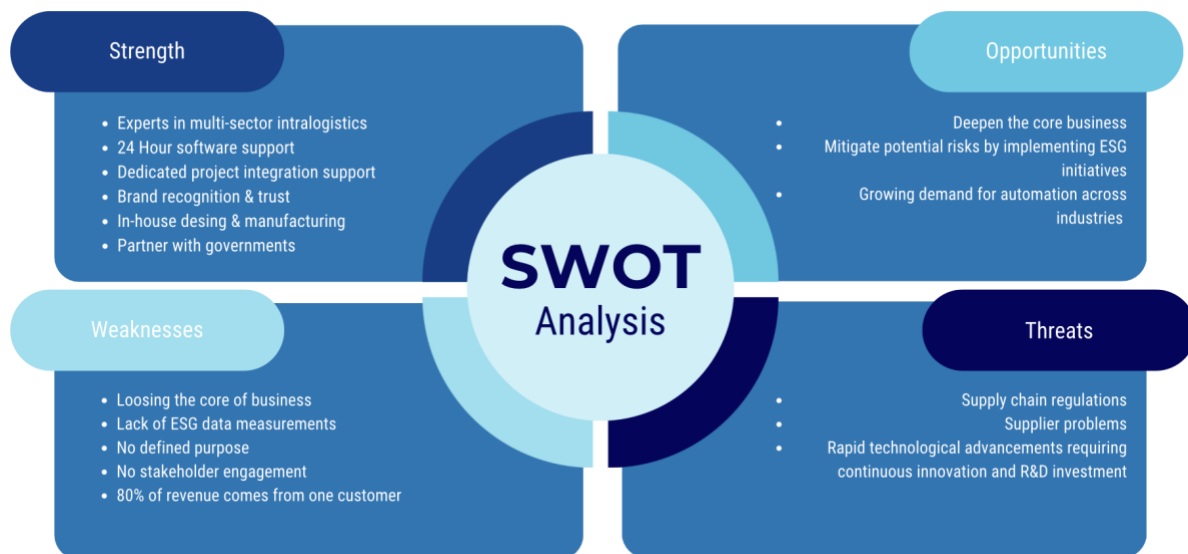 Strength
• Experts in multi-sector intralogistics
• 24 Hour software support
• Dedicated project integration support
• Brand recognition & trust
• In-house desing & manufacturing
• Partner with governments
Opportunities
• Deepen the core business
• Mitigate potential risks by implementing ESG
initiatives
• Growing demand for automation across
industries
SWOT
Analysis
Weaknesses
• Loosing the core of business
• Lack of ESG data measurements
• No defined purpose
• No stakeholder engagement
• 80% of revenue comes from one customer
Threats
• Supply chain regulations
• Supplier problems
• Rapid technological advancements requiring
continuous innovation and R&D investment